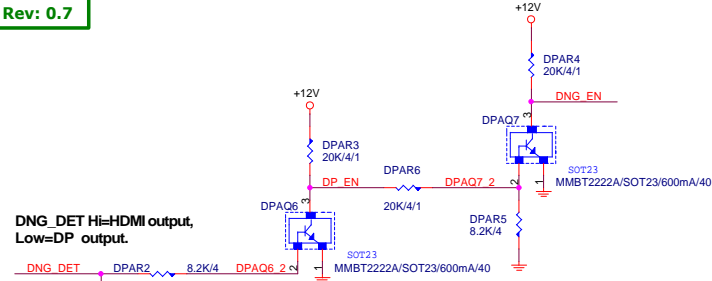 Rev: 0.7
+12V
DPAR4
20K/4/1
DNG_EN
+12V
DPAQ7
3
DPAR3
20K/4/1
DPAR6
SOT23
DP_EN
DPAQ7_2
2
1
MMBT2222A/SOT23/600mA/40
3
20K/4/1
DPAQ6
DPAR5
8.2K/4
DNG_DET Hi=HDMI output,
Low=DP output.
SOT23
DNG_DET
DPAR2
8.2K/4
DPAQ6_2
2
1
MMBT2222A/SOT23/600mA/40